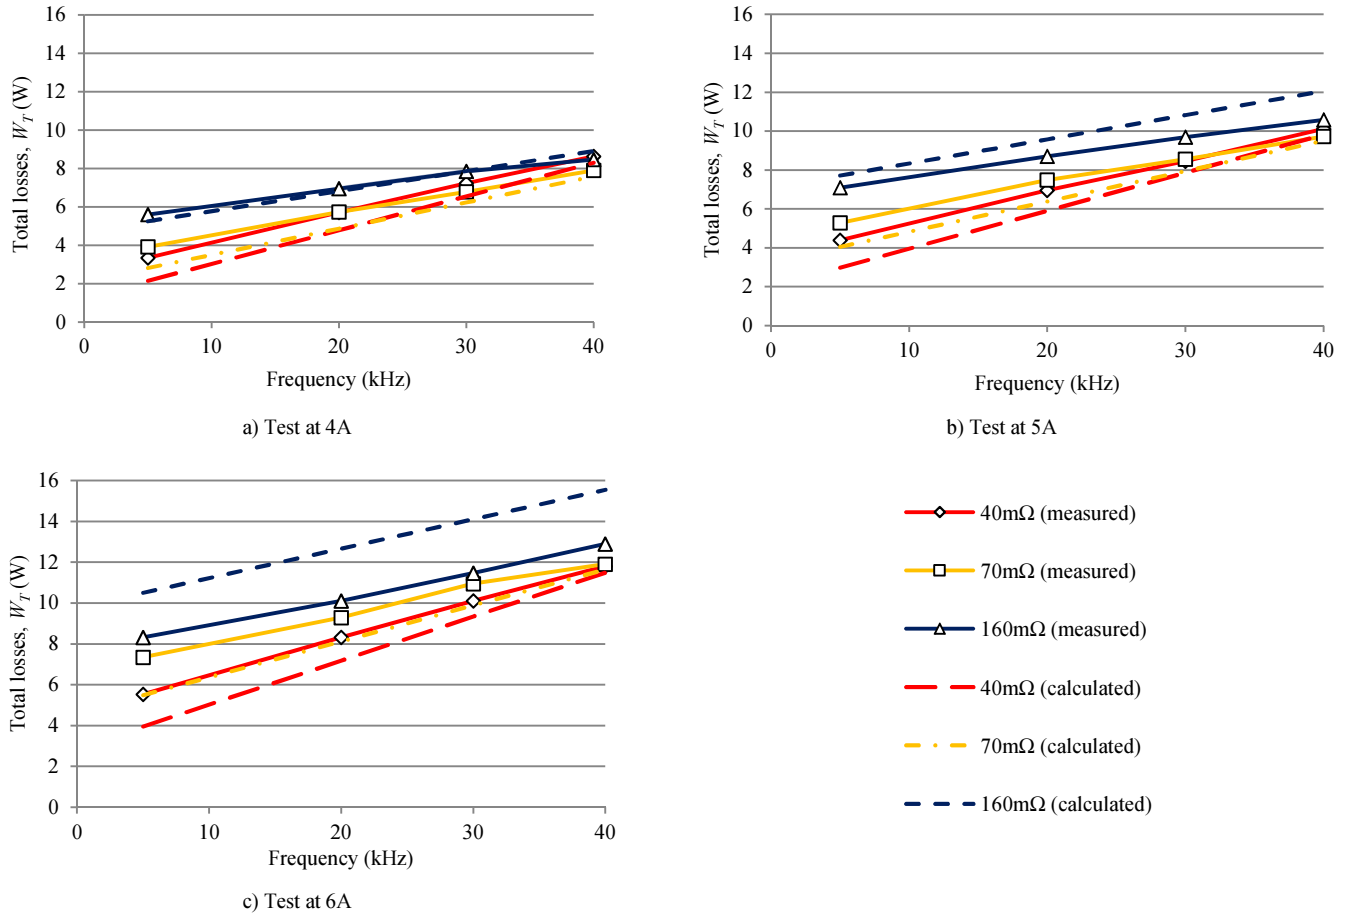 16
14
12
10
8
6
4
2
0
Total losses, W_T (W)
0 10 20 30 40
Frequency (kHz)
a) Test at 4A
16
14
12
10
8
6
4
2
0
Total losses, W_T (W)
0 10 20 30 40
Frequency (kHz)
b) Test at 5A
16
14
12
10
8
6
4
2
0
Total losses, W_T (W)
0 10 20 30 40
Frequency (kHz)
c) Test at 6A
40mΩ (measured)
70mΩ (measured)
160mΩ (measured)
40mΩ (calculated)
70mΩ (calculated)
160mΩ (calculated)